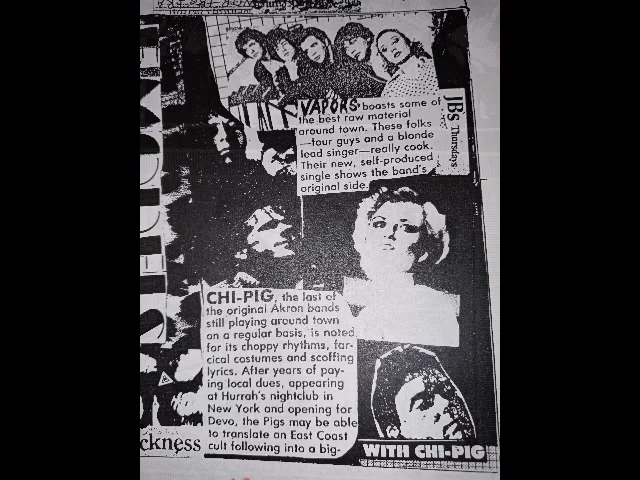 VAPORS boasts some of
the best raw material
around town. These folks
—four guys and a blonde
lead singer—really cook.
Their new, self-produced
single shows the band's
original side.
JB's Thursdays
CHI-PIG, the last of
the original Akron bands
still playing around town
on a regular basis, is noted
for its choppy rhythms, far-
cical costumes and scoffing
lyrics. After years of pay-
ing local dues, appearing
at Hurrah's nightclub in
New York and opening for
Devo, the Pigs may be able
to translate an East Coast
cult following into a big-
ckness
WITH CHI-PIG